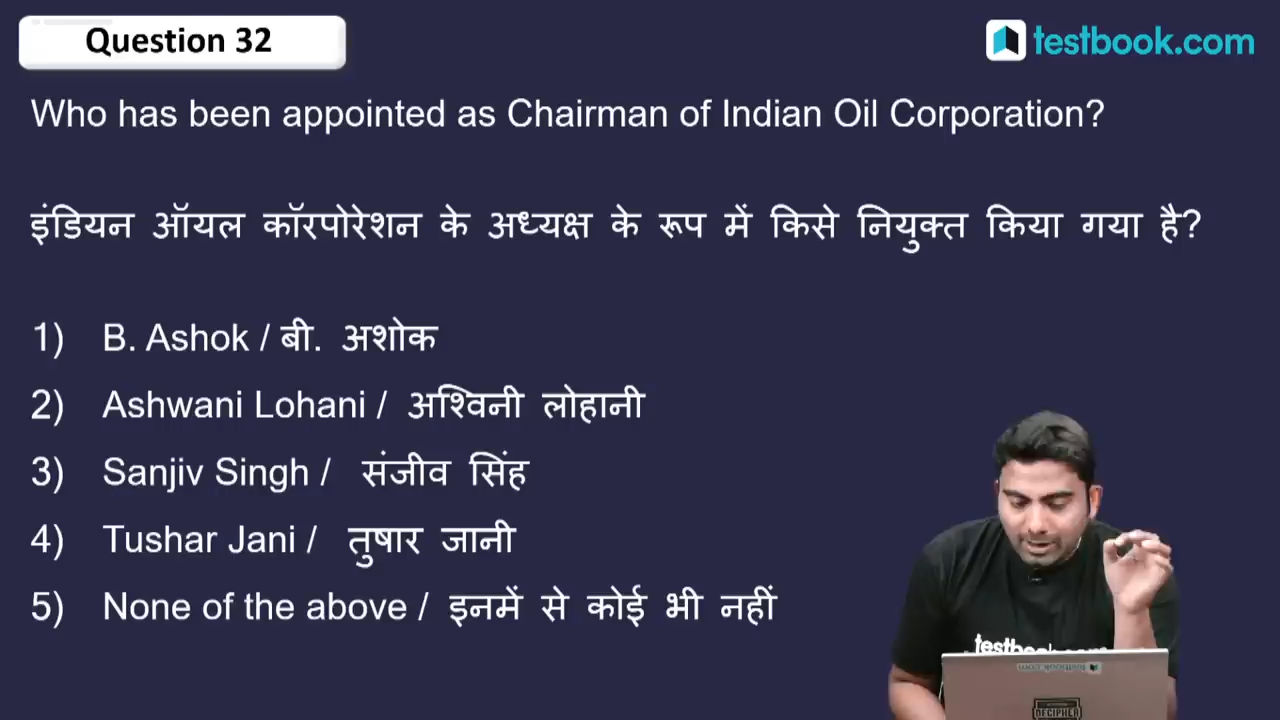 Question 32
testbook.com
Who has been appointed as Chairman of Indian Oil Corporation?
इंडियन ऑयल कॉरपोरेशन के अध्यक्ष के रूप में किसे नियुक्त किया गया है?
1) B. Ashok / बी. अशोक
2) Ashwani Lohani / अश्विनी लोहानी
3) Sanjiv Singh / संजीव सिंह
4) Tushar Jani / तुषार जानी
5) None of the above / इनमें से कोई भी नहीं
DECIPHER